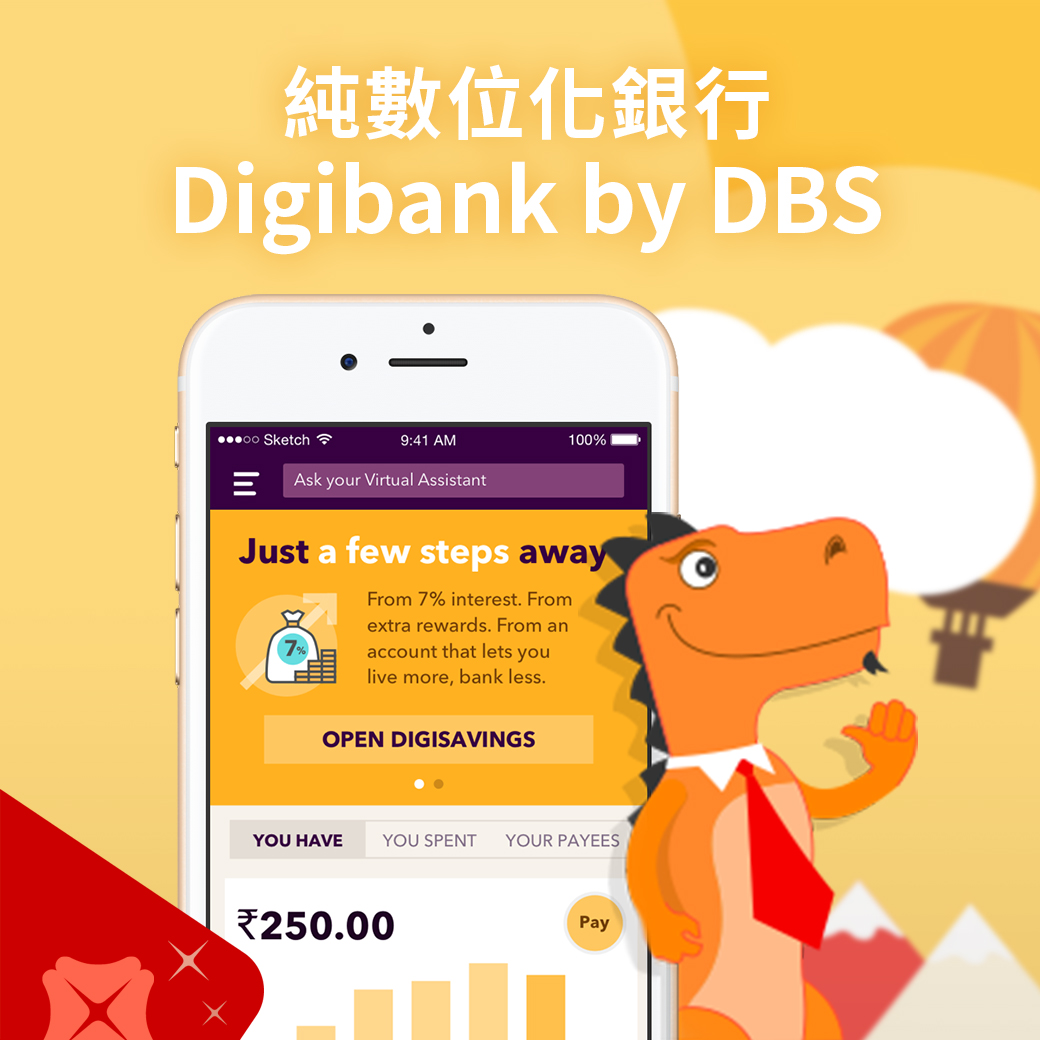 純數位化銀行
Digibank by DBS
Sketch 9:41 AM 100%
Ask your Virtual Assistant
Just a few steps away
From 7% interest. From
extra rewards. From an
account that lets you
live more, bank less.
7%
OPEN DIGISAVINGS
YOU HAVE YOU SPENT YOUR PAYEES
₹250.00
Pay